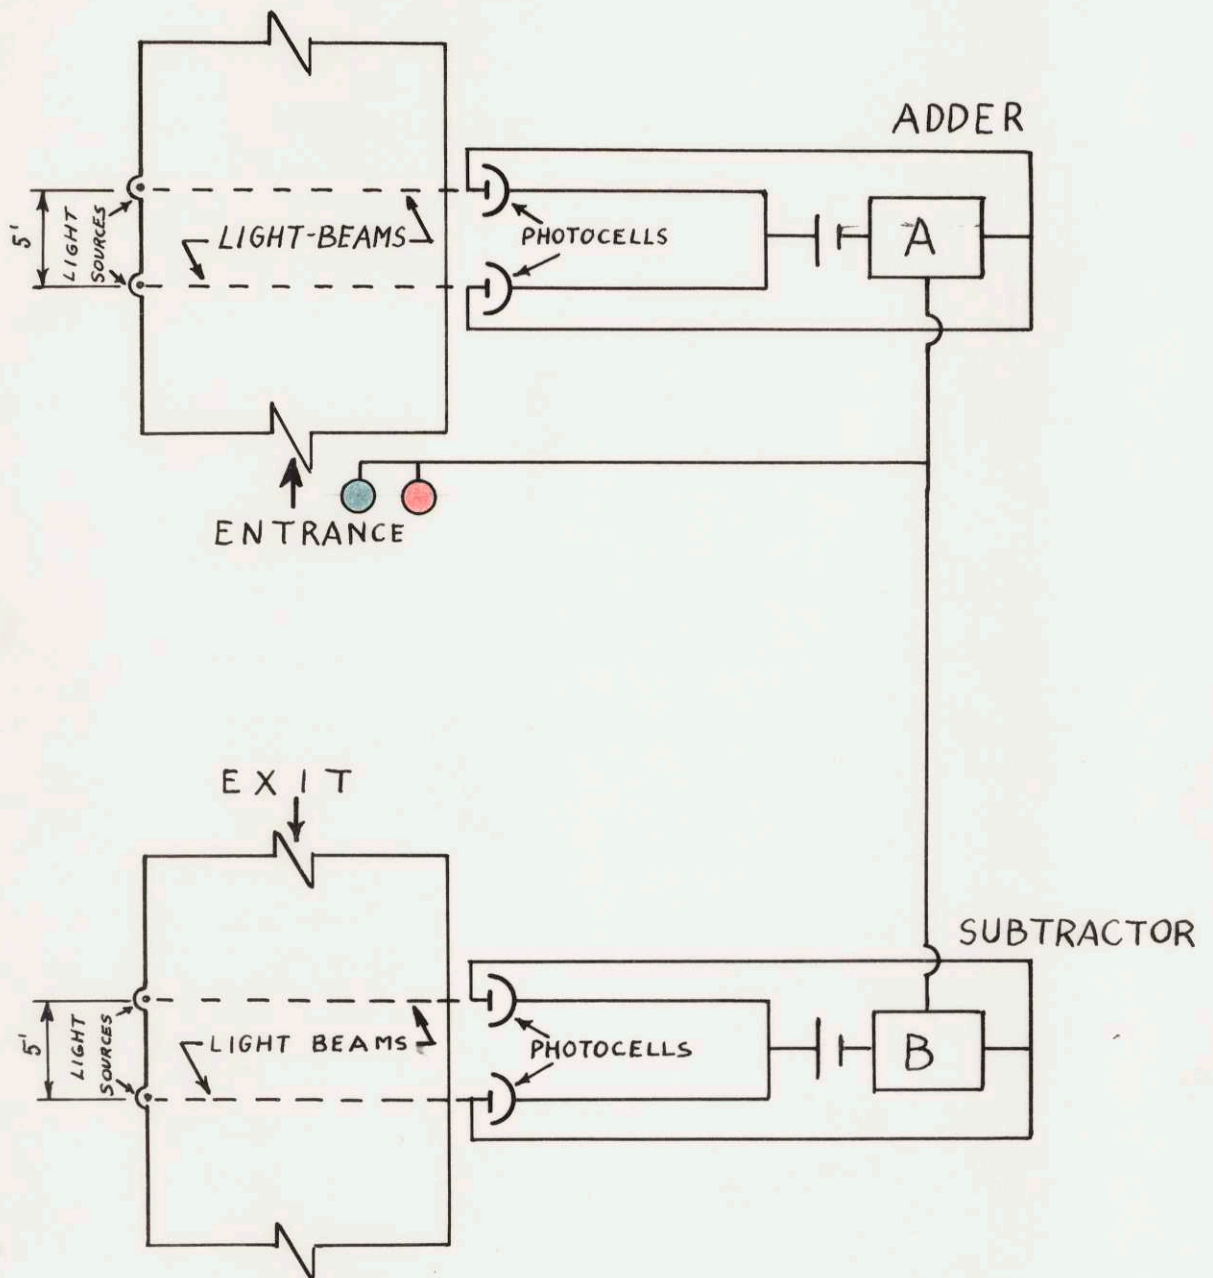 ADDER
5'
LIGHT
SOURCES
LIGHT-BEAMS
PHOTOCELLS
A
ENTRANCE
EXIT
SUBTRACTOR
5'
LIGHT
SOURCES
LIGHT BEAMS
PHOTOCELLS
B